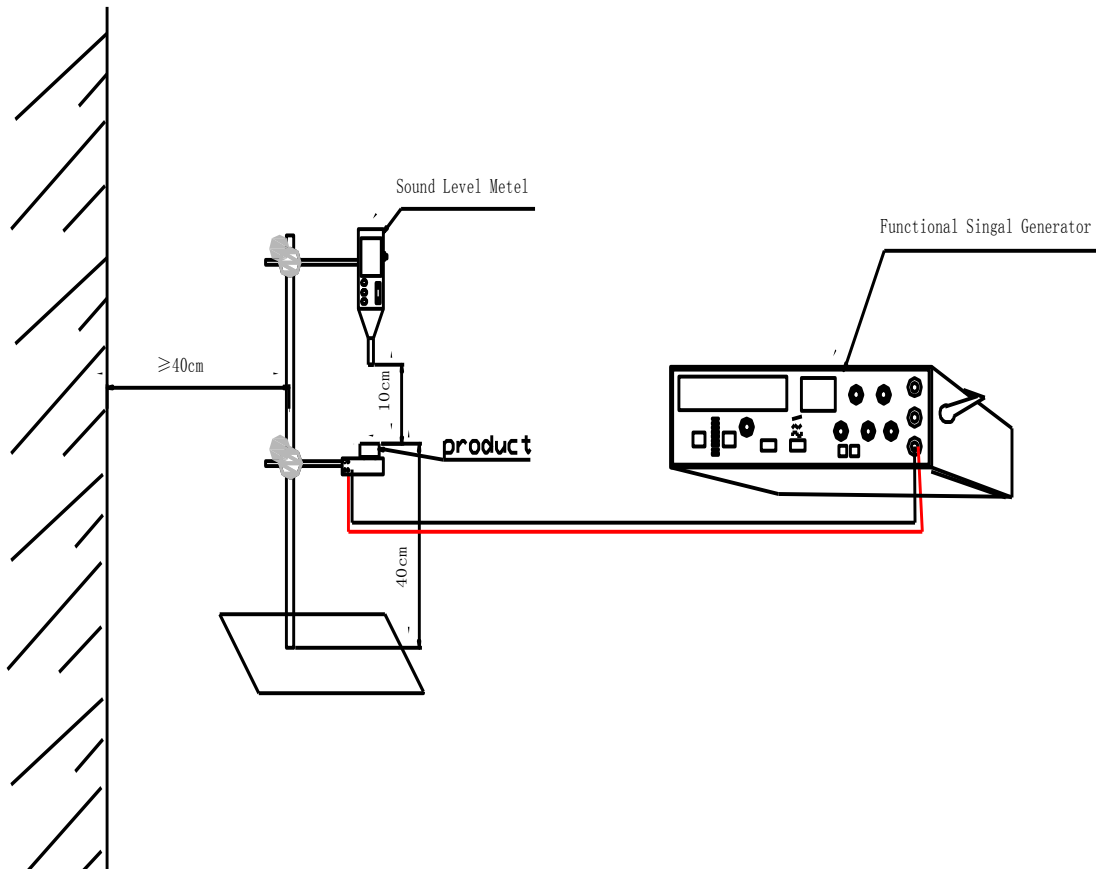 Sound Level Metel
Functional Singal Generator
≥40cm
10cm
product
40cm